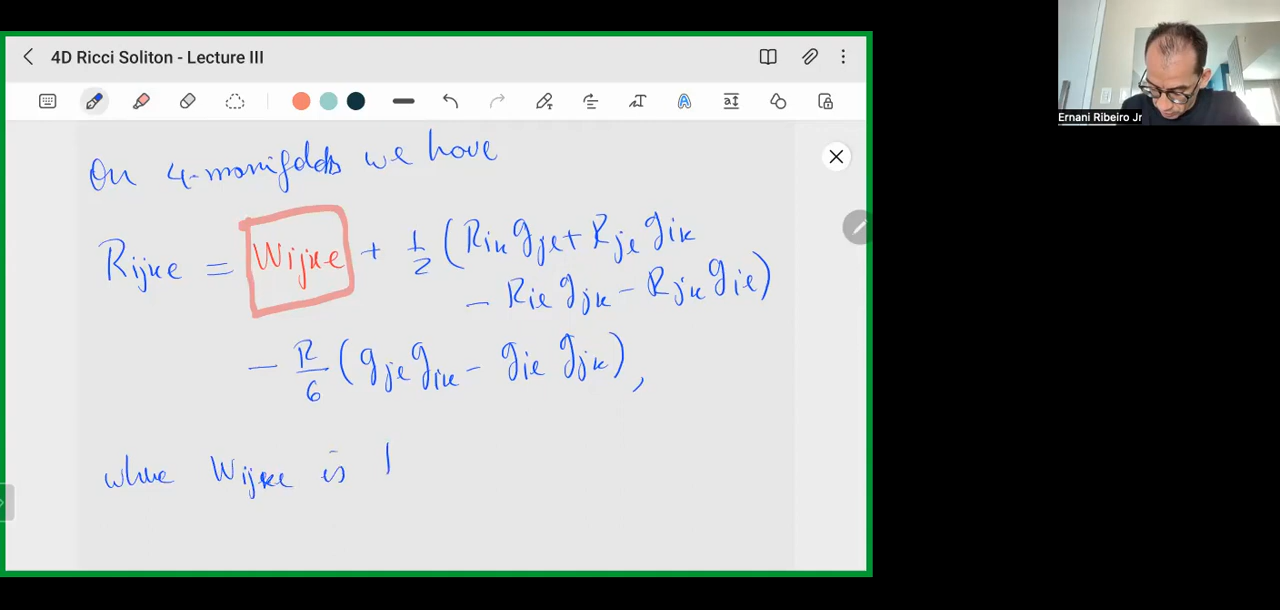 4D Ricci Soliton - Lecture III
Ernani Ribeiro Jr
On 4-manifolds we have
Rijkl = Wijkl + 1/2 (Rik gjl + Rjl gik
- Ril gjk - Rjk gil)
- R/6 (gjl gik - gil gjk),
where Wijkl is